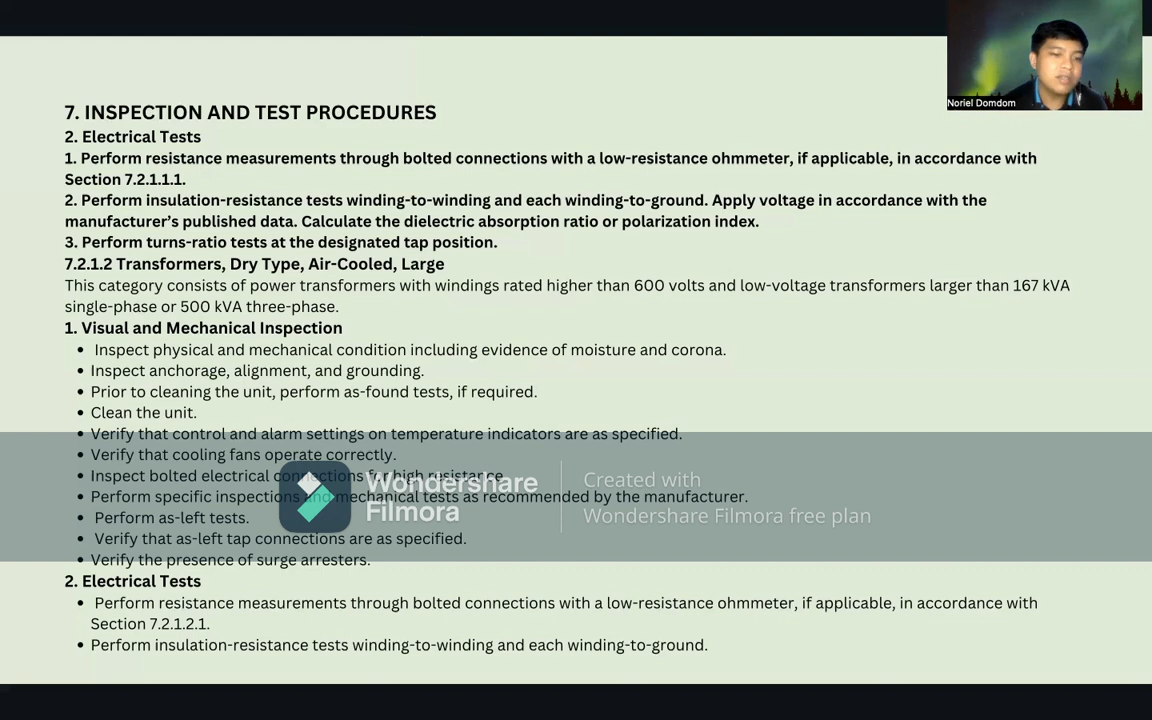 Noriel Domdom
7. INSPECTION AND TEST PROCEDURES
2. Electrical Tests
1. Perform resistance measurements through bolted connections with a low-resistance ohmmeter, if applicable, in accordance with
Section 7.2.1.1.1.
2. Perform insulation-resistance tests winding-to-winding and each winding-to-ground. Apply voltage in accordance with the
manufacturer’s published data. Calculate the dielectric absorption ratio or polarization index.
3. Perform turns-ratio tests at the designated tap position.
7.2.1.2 Transformers, Dry Type, Air-Cooled, Large
This category consists of power transformers with windings rated higher than 600 volts and low-voltage transformers larger than 167 kVA
single-phase or 500 kVA three-phase.
1. Visual and Mechanical Inspection
• Inspect physical and mechanical condition including evidence of moisture and corona.
• Inspect anchorage, alignment, and grounding.
• Prior to cleaning the unit, perform as-found tests, if required.
• Clean the unit.
• Verify that control and alarm settings on temperature indicators are as specified.
• Verify that cooling fans operate correctly.
• Inspect bolted electrical connections for high resistance
• Perform specific inspections and mechanical tests as recommended by the manufacturer.
• Perform as-left tests.
• Verify that as-left tap connections are as specified.
• Verify the presence of surge arresters.
Wondershare
Filmora
Created with
Wondershare Filmora free plan
2. Electrical Tests
• Perform resistance measurements through bolted connections with a low-resistance ohmmeter, if applicable, in accordance with
Section 7.2.1.2.1.
• Perform insulation-resistance tests winding-to-winding and each winding-to-ground.